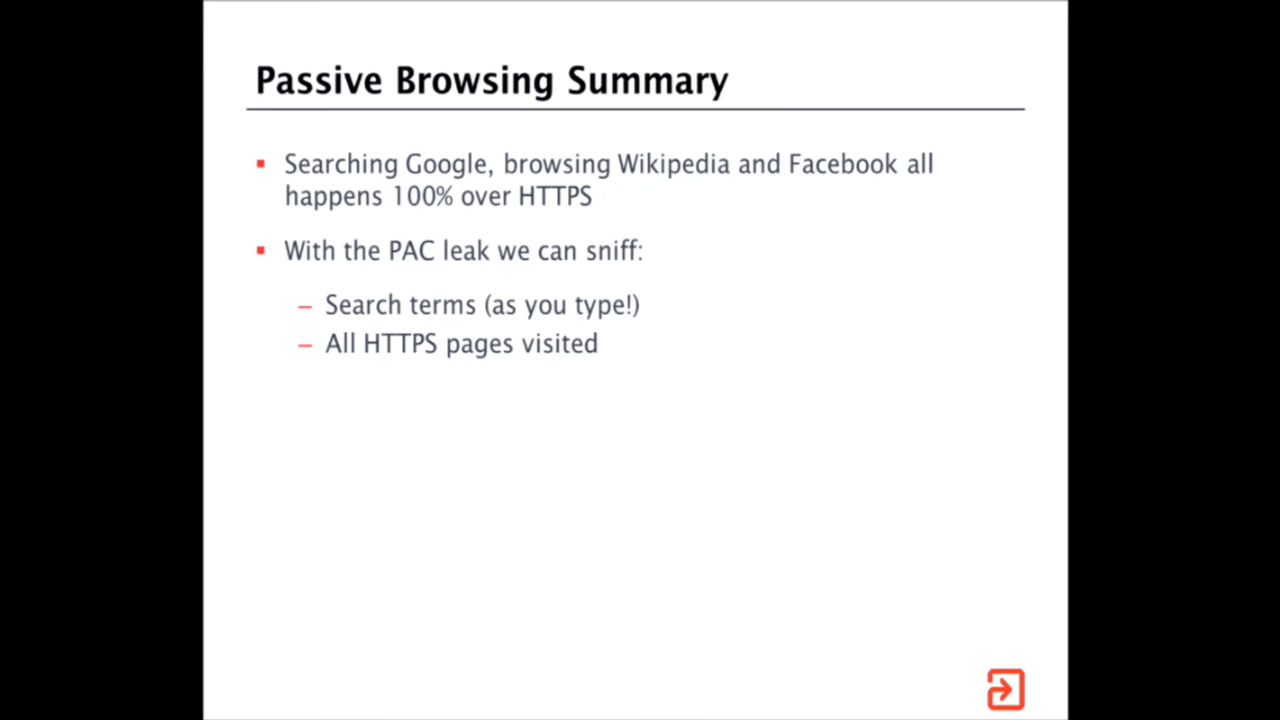 Passive Browsing Summary
▪ Searching Google, browsing Wikipedia and Facebook all
happens 100% over HTTPS
▪ With the PAC leak we can sniff:
– Search terms (as you type!)
– All HTTPS pages visited